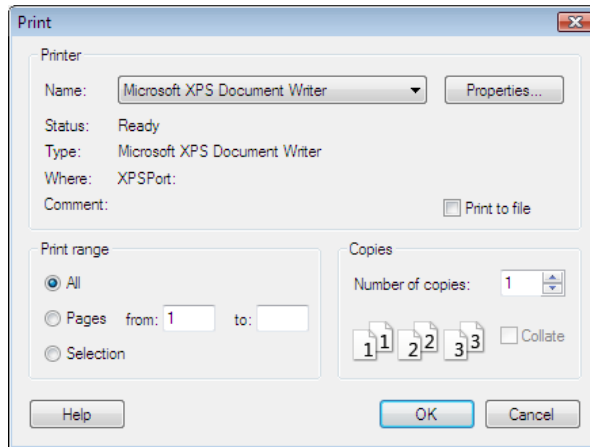 Print
Printer
Name: Microsoft XPS Document Writer Properties...
Status: Ready
Type: Microsoft XPS Document Writer
Where: XPSPort:
Comment: Print to file
Print range
All
Pages from: 1 to:
Selection
Copies
Number of copies: 1
1 1 2 2 3 3 Collate
Help OK Cancel